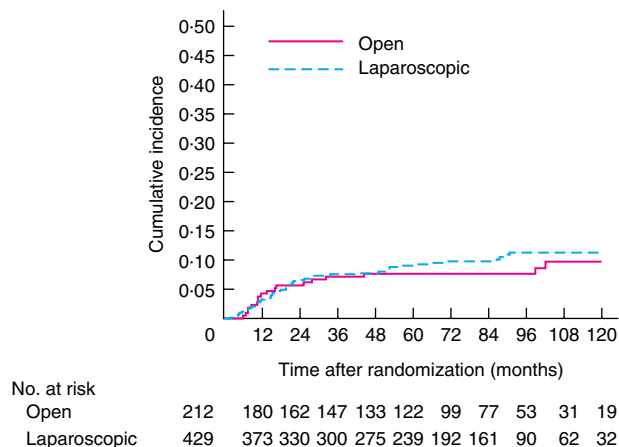 0·50
Open
0·45
Laparoscopic
0·40
0·35
0·30
0·25
0·20
0·15
0·10
0·05
Cumulative incidence
0 12 24 36 48 60 72 84 96 108 120
Time after randomization (months)
No. at risk
Open 212 180 162 147 133 122 99 77 53 31 19
Laparoscopic 429 373 330 300 275 239 192 161 90 62 32